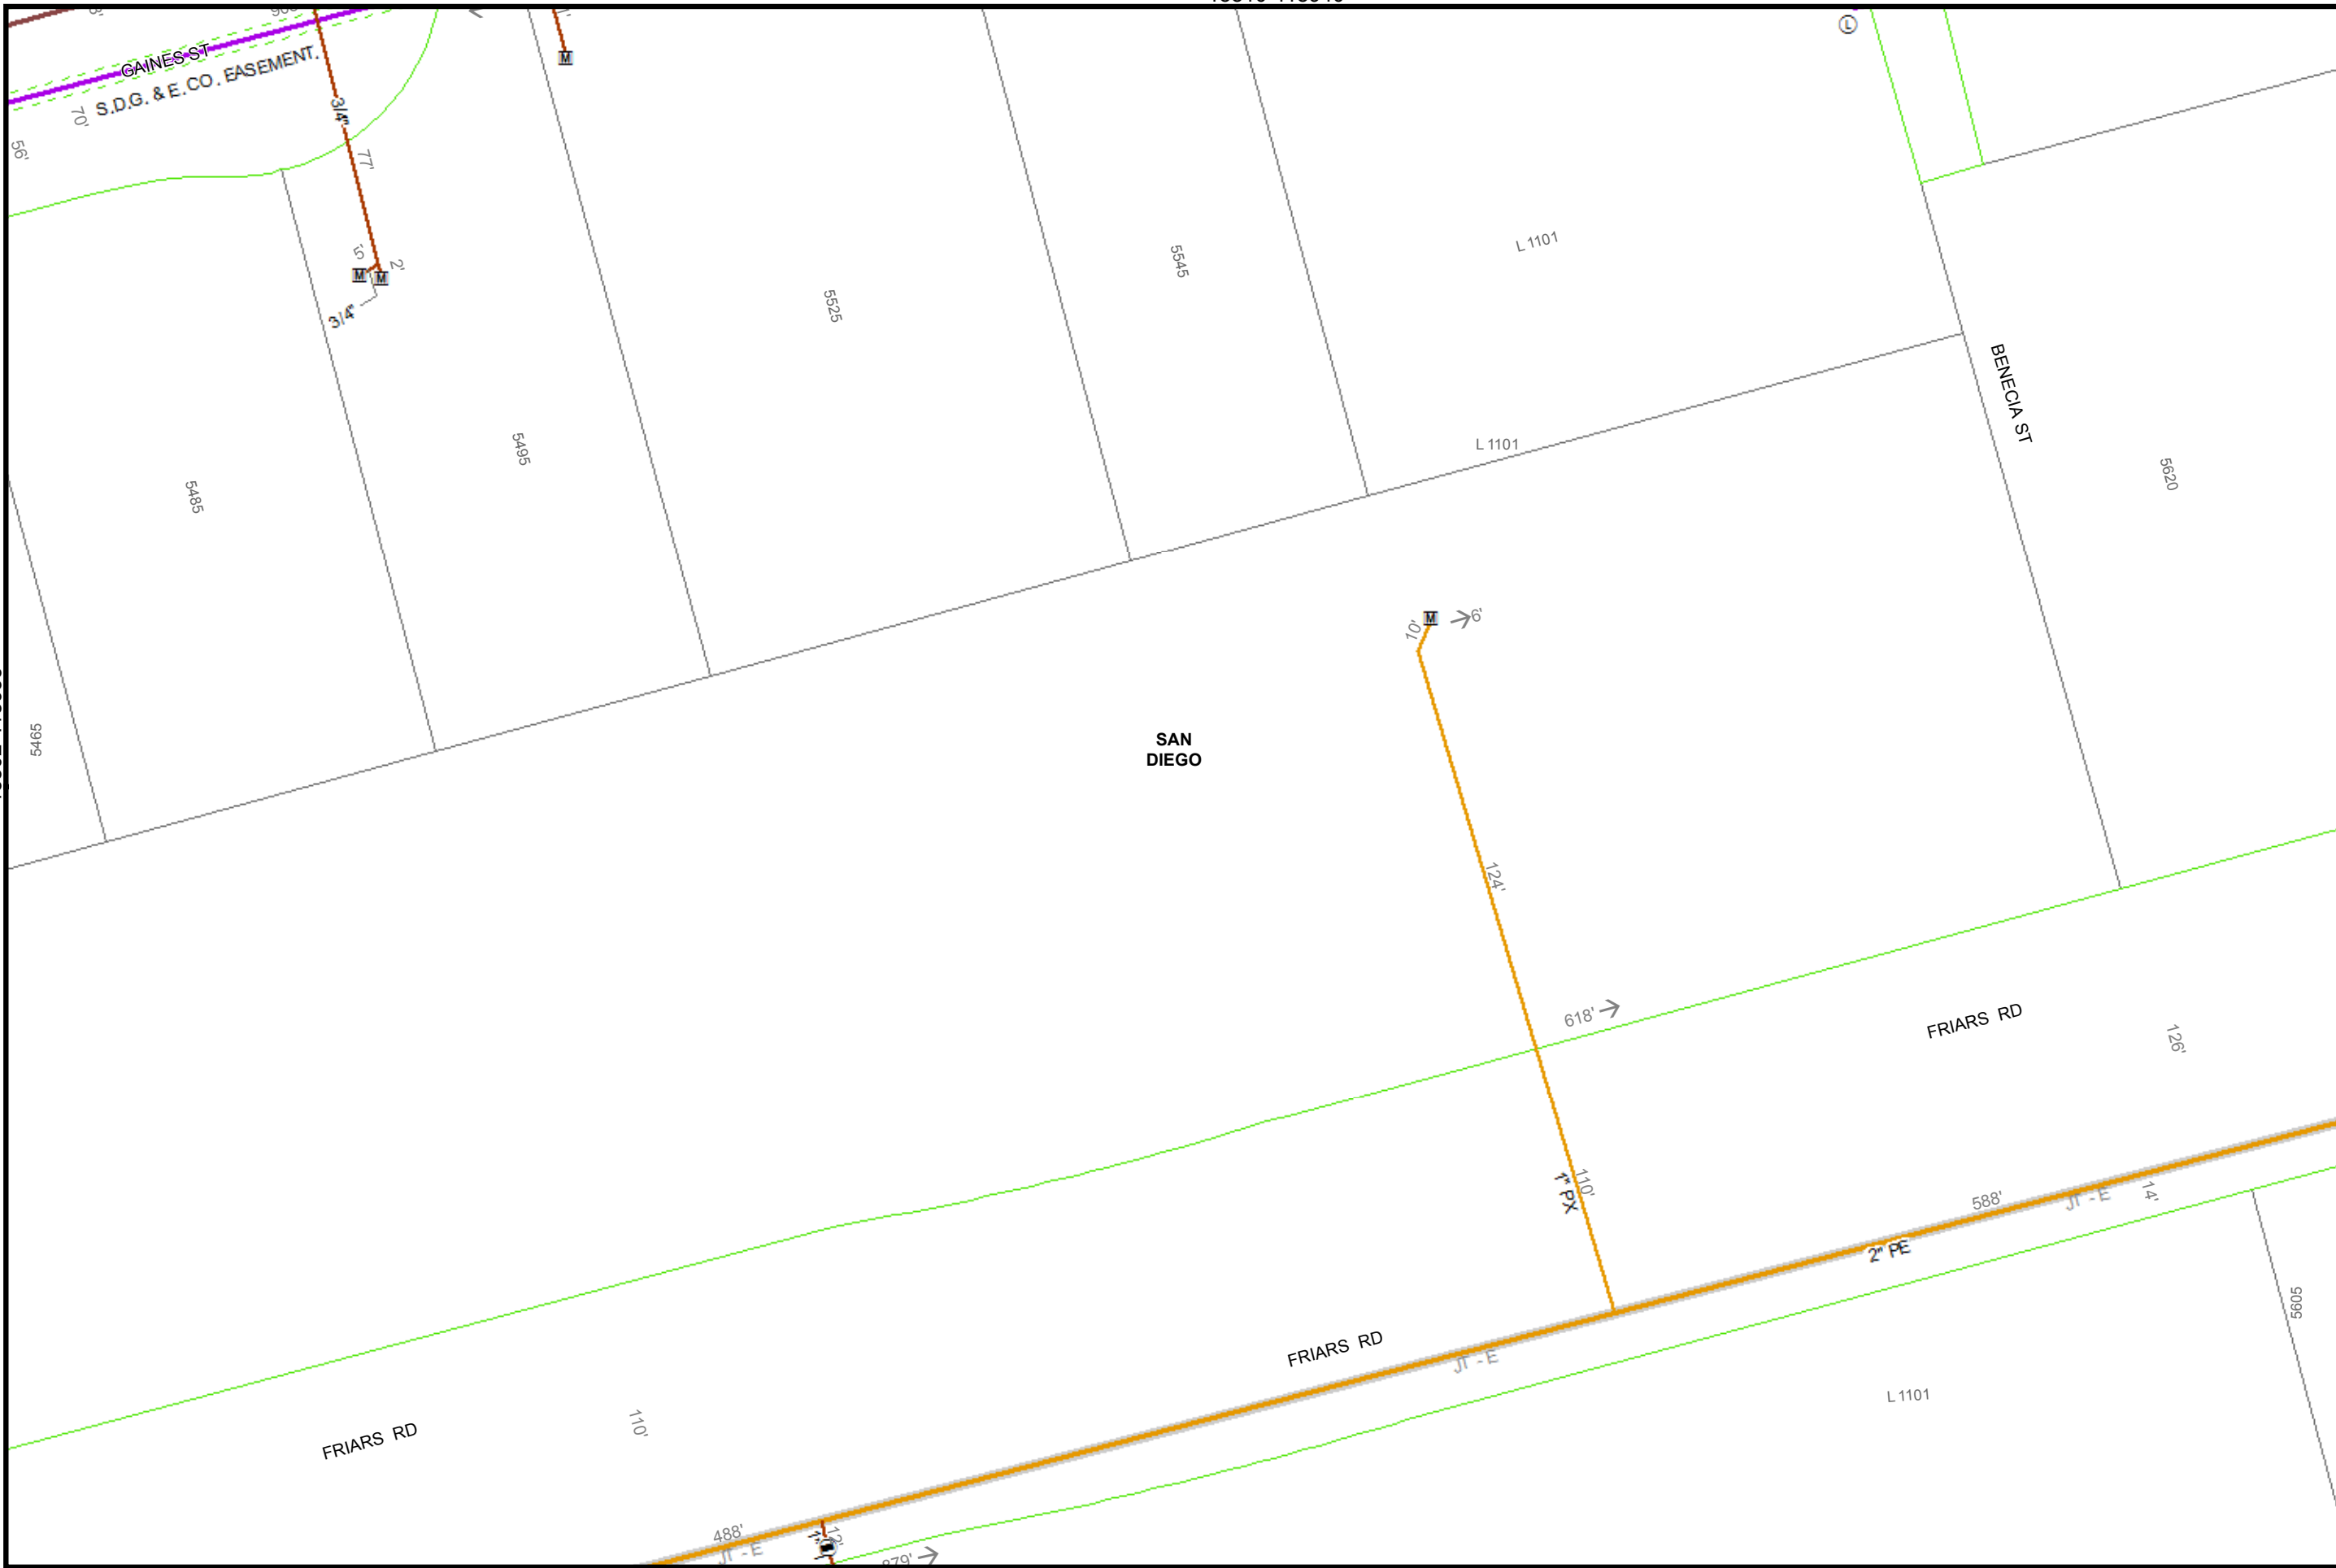 GAINES ST
S.D.G. & E. CO. EASEMENT.
70'
56'
3/4"
77'
M
5'
2'
M
M
3/4"
L
5545
L 1101
5525
BENECIA ST
5495
L 1101
5620
5485
M
6'
10'
5465
SAN
DIEGO
124'
618'
FRIARS RD
126'
1" PX
110'
588'
JT - E
14'
2" PE
5605
FRIARS RD
JT - E
L 1101
110'
FRIARS RD
488'
JT - E
12'
879'